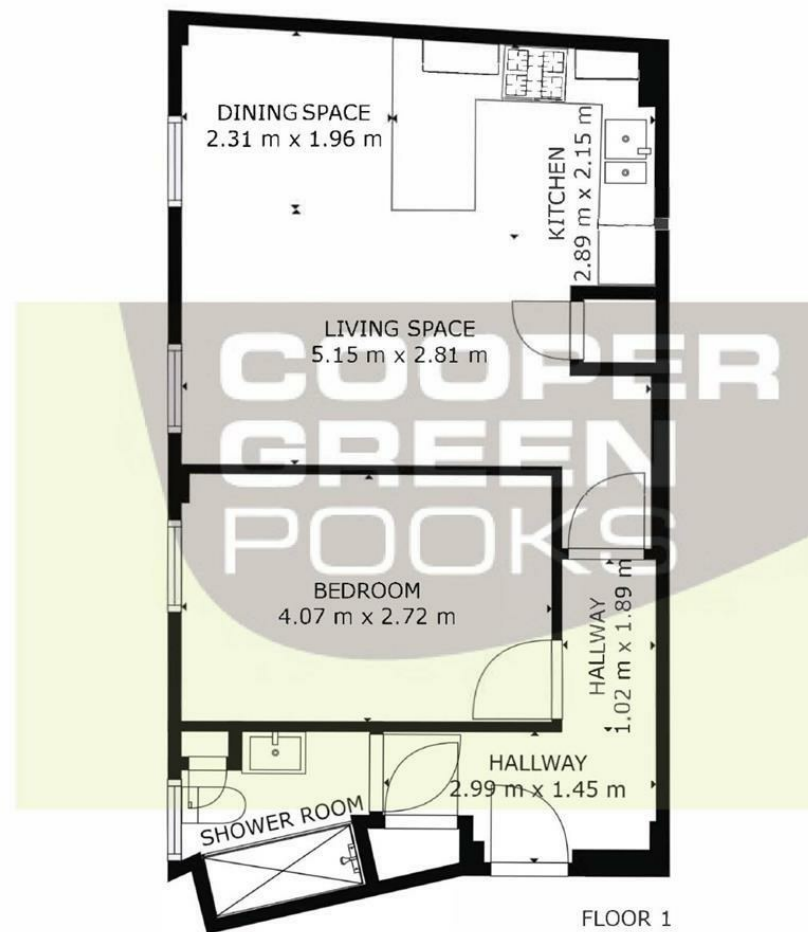 DINING SPACE
2.31 m x 1.96 m
KITCHEN
2.89 m x 2.15 m
LIVING SPACE
5.15 m x 2.81 m
COOPER
GREEN
POOKS
BEDROOM
4.07 m x 2.72 m
HALLWAY
1.02 m x 1.89 m
HALLWAY
2.99 m x 1.45 m
SHOWER ROOM
FLOOR 1